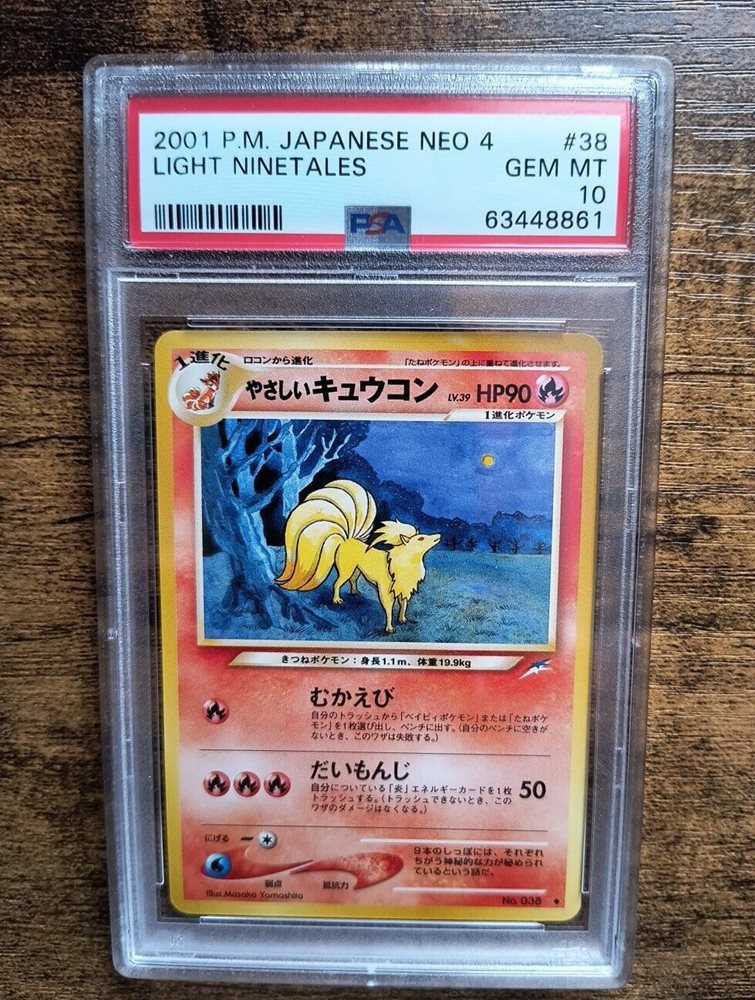 2001 P.M. JAPANESE NEO 4 #38
LIGHT NINETALES GEM MT
10
PSA 63448861
1進化 ロコンから進化 「たねポケモン」の上に重ねて進化させます。
やさしいキュウコン LV.39 HP90
1進化ポケモン
きつねポケモン：身長1.1m、体重19.9kg
むかえび
自分のトラッシュから「ベイビィポケモン」または「たねポケ
モン」を1枚選び出し、ベンチに出す。（自分のベンチに空きが
ないとき、このワザは失敗する。）
だいもんじ 50
自分についている「炎」エネルギーカードを1枚
トラッシュする。（トラッシュできないとき、この
ワザのダメージはなくなる。）
にげる
弱点 抵抗力
9本のしっぽには、それぞれ
ちがう神秘的な力が秘められ
ているという話だ。
Illus.Masako Yamashita No. 038